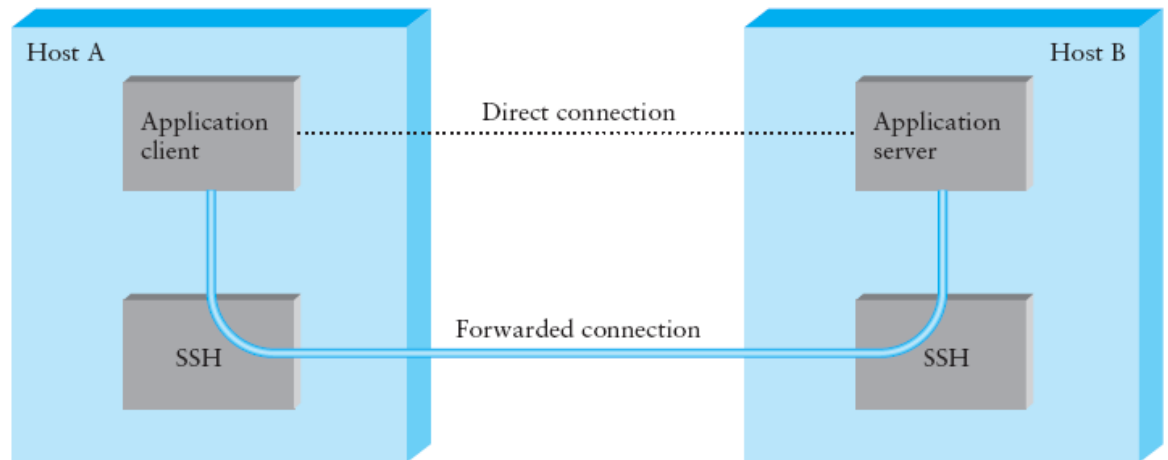 Host A
Host B
Application
client
Direct connection
Application
server
Forwarded connection
SSH
SSH